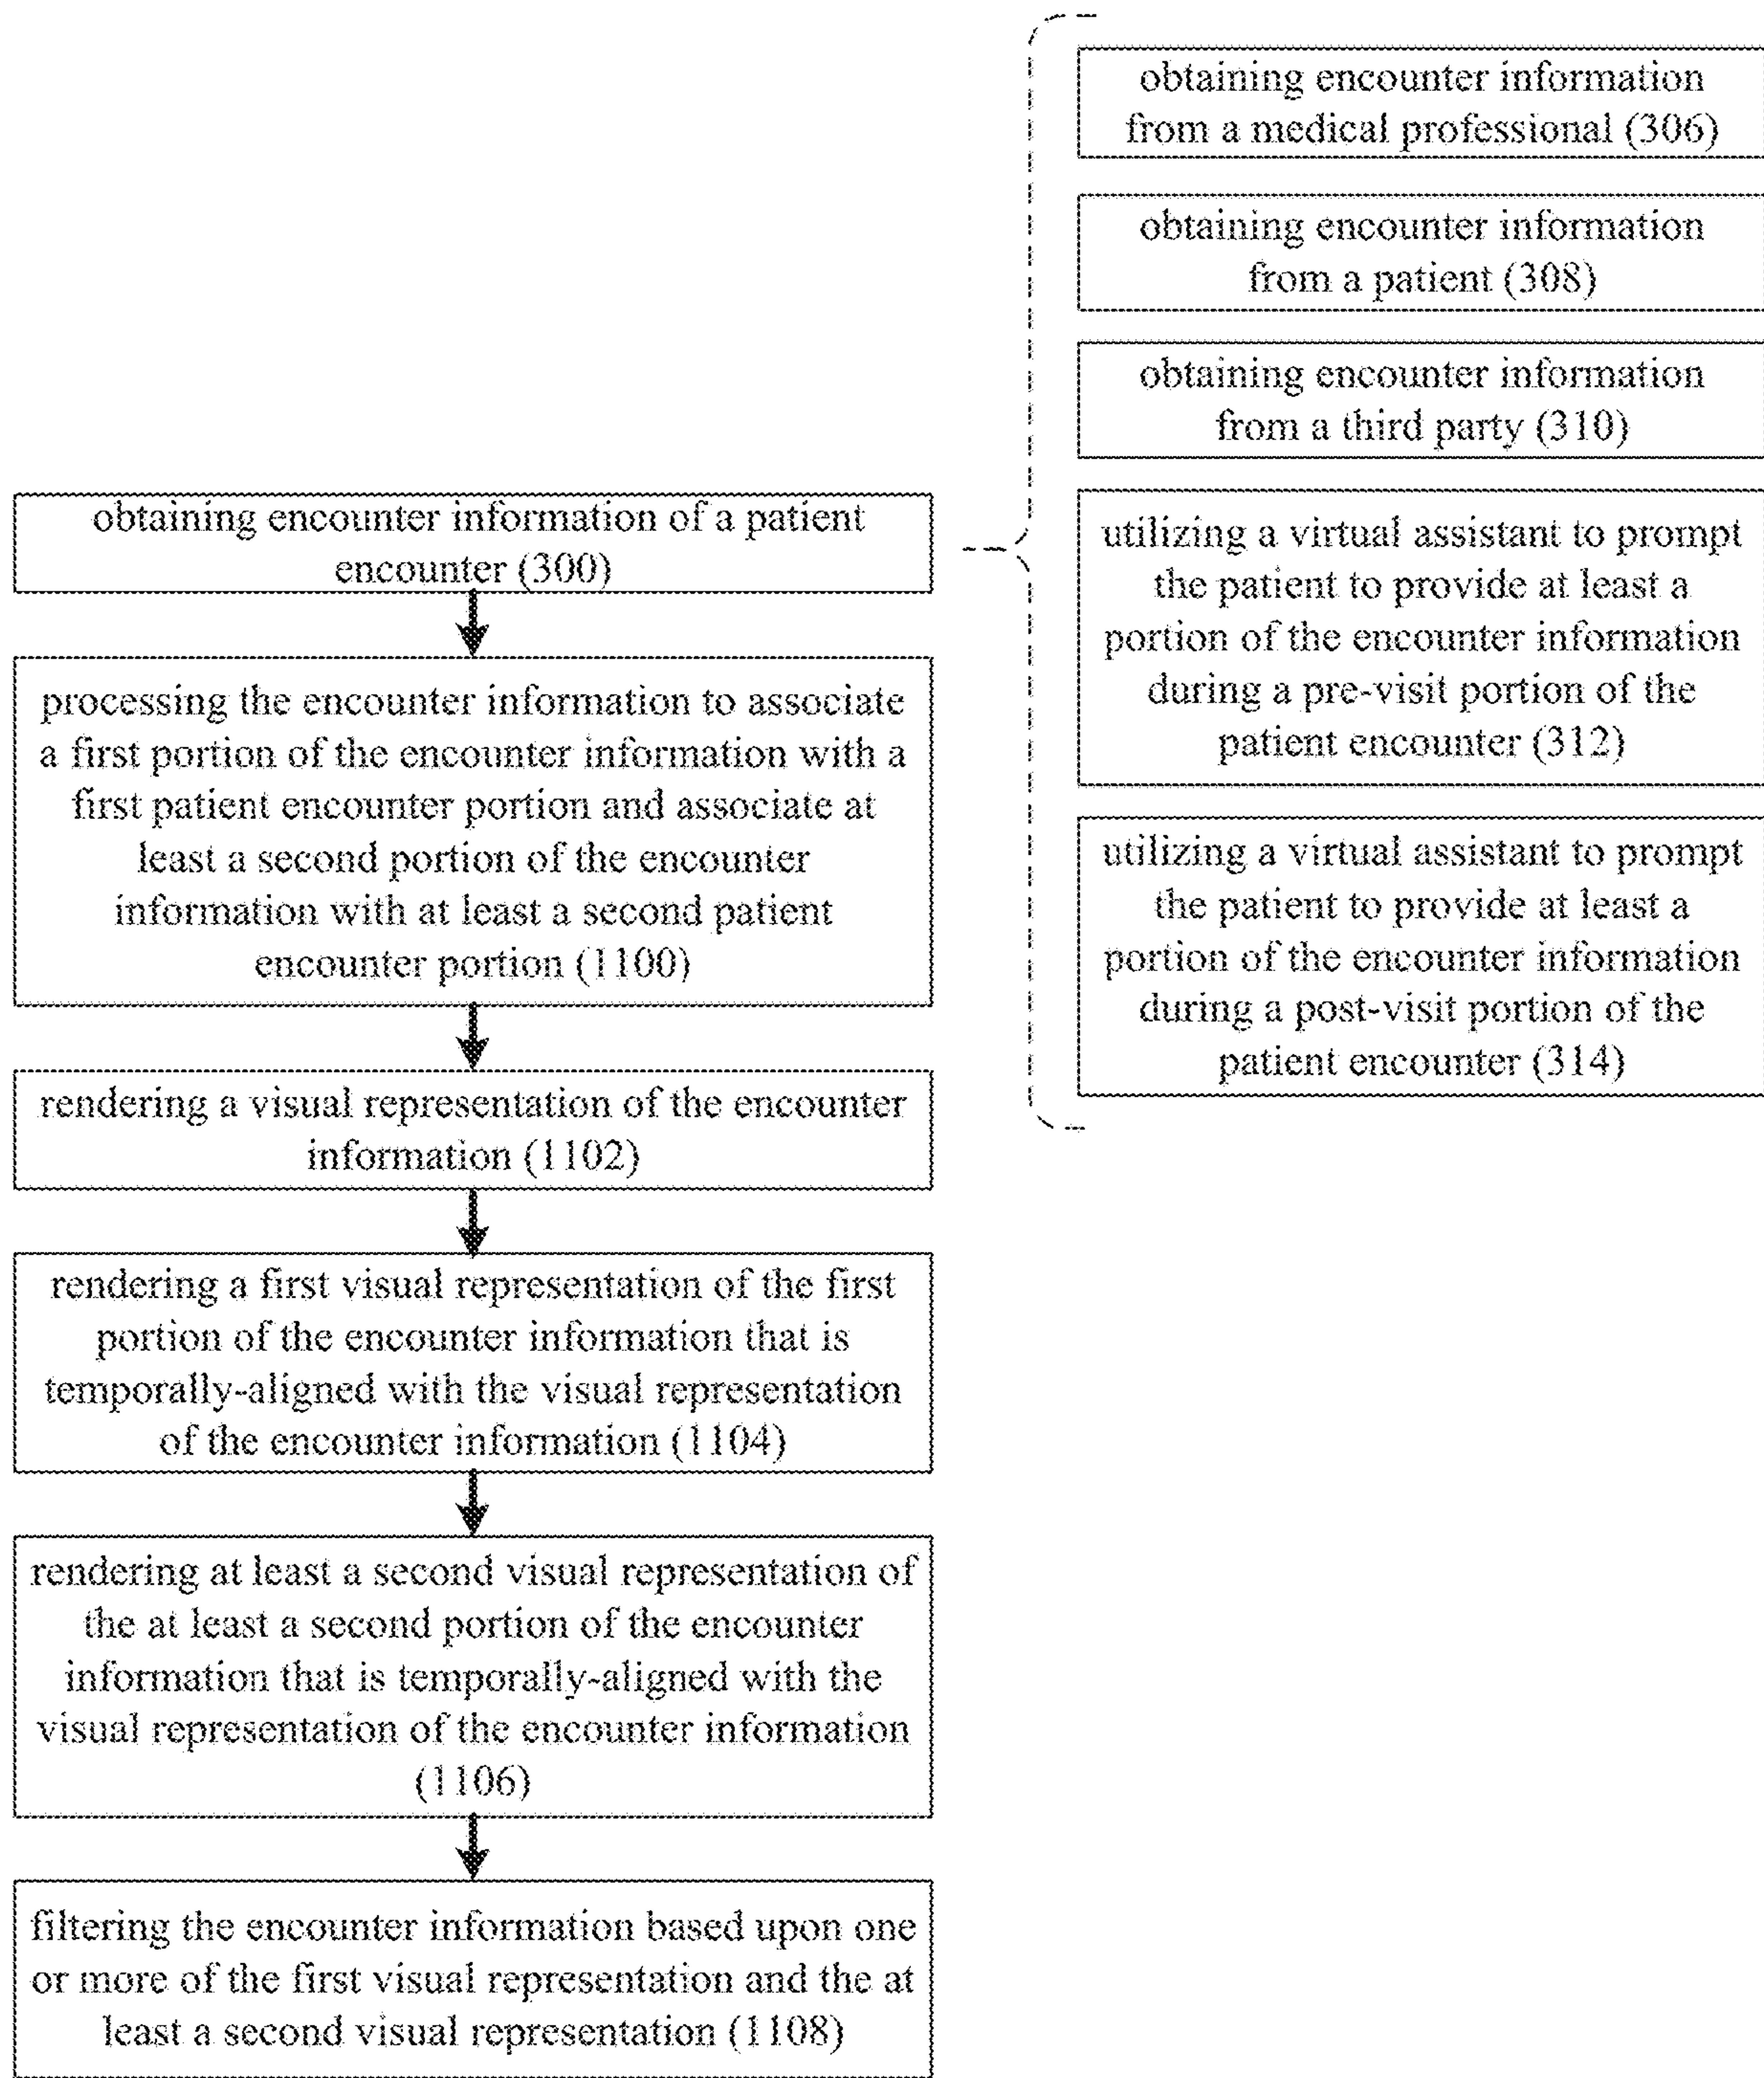 obtaining encounter information of a patient
encounter (300)
processing the encounter information to associate
a first portion of the encounter information with a
first patient encounter portion and associate at
least a second portion of the encounter
information with at least a second patient
encounter portion (1100)
rendering a visual representation of the encounter
information (1102)
rendering a first visual representation of the first
portion of the encounter information that is
temporally-aligned with the visual representation
of the encounter information (1104)
rendering at least a second visual representation of
the at least a second portion of the encounter
information that is temporally-aligned with the
visual representation of the encounter information
(1106)
filtering the encounter information based upon one
or more of the first visual representation and the at
least a second visual representation (1108)
obtaining encounter information
from a medical professional (306)
obtaining encounter information
from a patient (308)
obtaining encounter information
from a third party (310)
utilizing a virtual assistant to prompt
the patient to provide at least a
portion of the encounter information
during a pre-visit portion of the
patient encounter (312)
utilizing a virtual assistant to prompt
the patient to provide at least a
portion of the encounter information
during a post-visit portion of the
patient encounter (314)